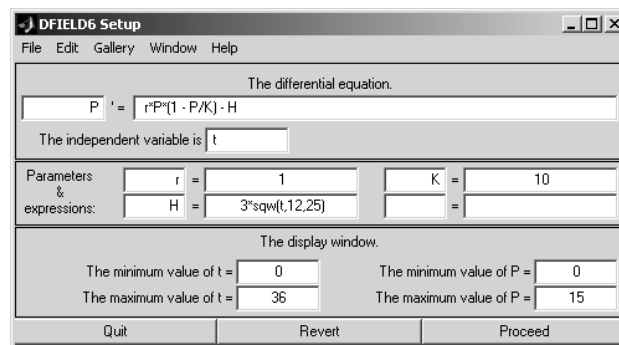 DFIELD6 Setup
File Edit Gallery Window Help
The differential equation.
P ' = r*P*(1 - P/K) - H
The independent variable is t
Parameters & expressions:
r = 1 K = 10
H = 3*sqw(t,12,25) =
The display window.
The minimum value of t = 0 The minimum value of P = 0
The maximum value of t = 36 The maximum value of P = 15
Quit Revert Proceed